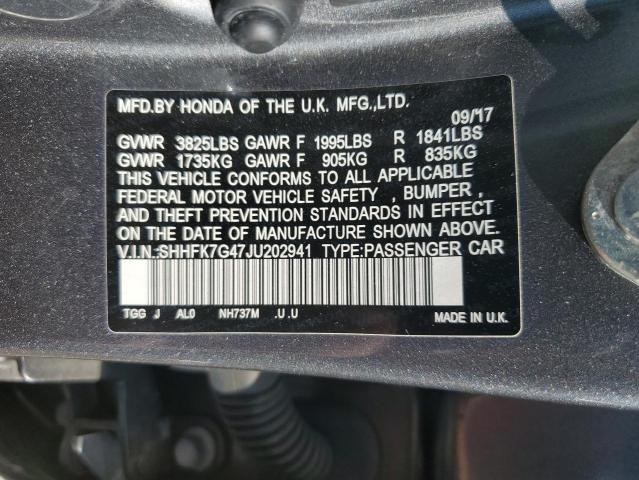 MFD.BY HONDA OF THE U.K. MFG.,LTD.
09/17
GVWR 3825LBS GAWR F 1995LBS R 1841LBS
GVWR 1735KG GAWR F 905KG R 835KG
THIS VEHICLE CONFORMS TO ALL APPLICABLE
FEDERAL MOTOR VEHICLE SAFETY , BUMPER ,
AND THEFT PREVENTION STANDARDS IN EFFECT
ON THE DATE OF MANUFACTURE SHOWN ABOVE.
V.I.N.:SHHFK7G47JU202941 TYPE:PASSENGER CAR
TGG J AL0 NH737M .U .U MADE IN U.K.